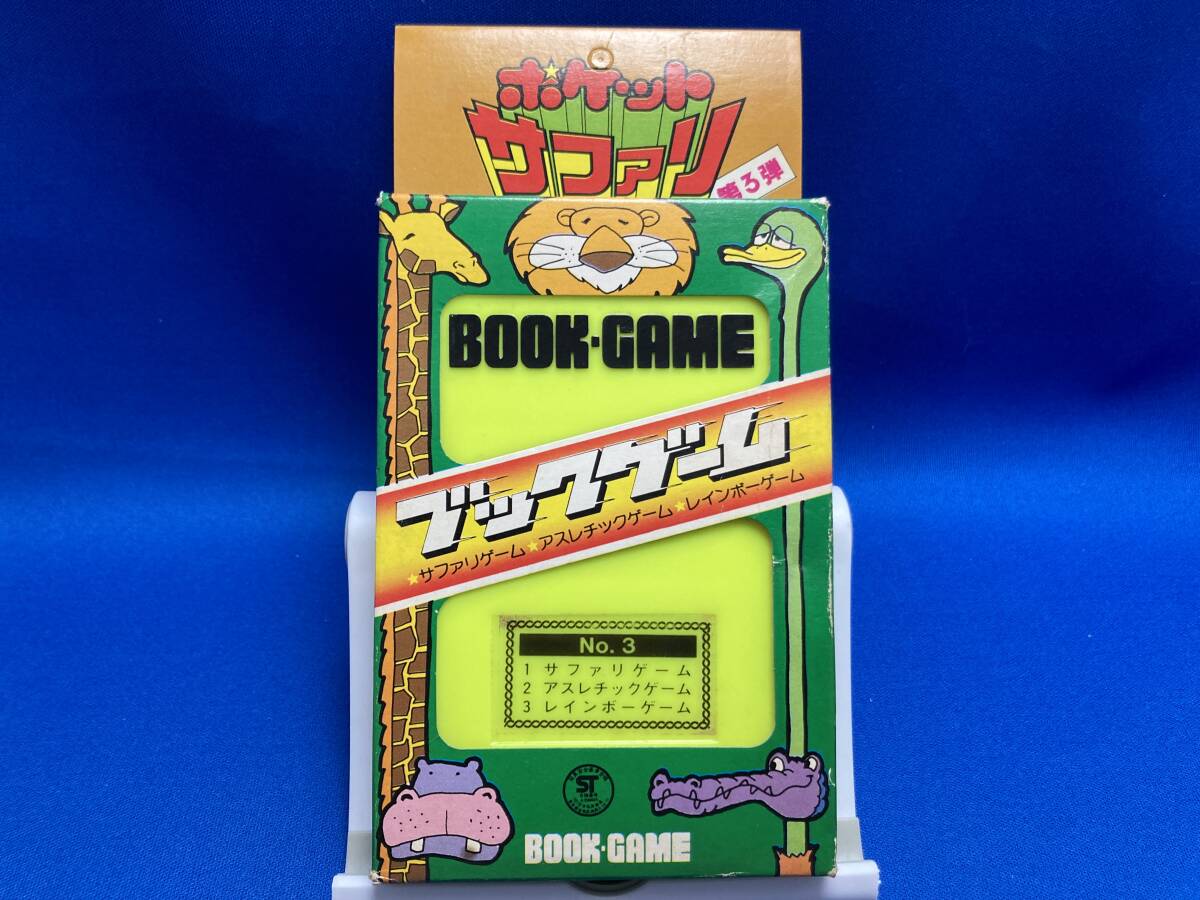 ポケット
サファリ
第3弾
BOOK·GAME
ブックゲーム
★サファリゲーム★アスレチックゲーム★レインボーゲーム
No. 3
1 サファリゲーム
2 アスレチックゲーム
3 レインボーゲーム
ST
BOOK·GAME